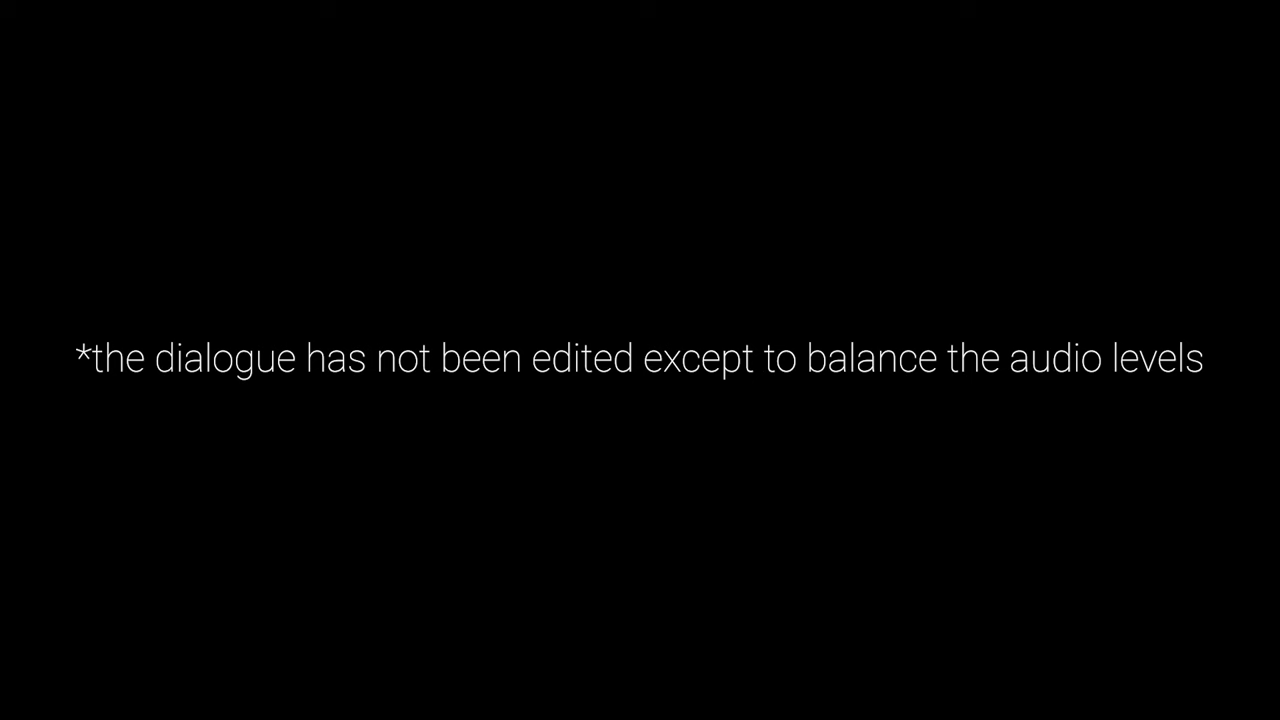 *the dialogue has not been edited except to balance the audio levels